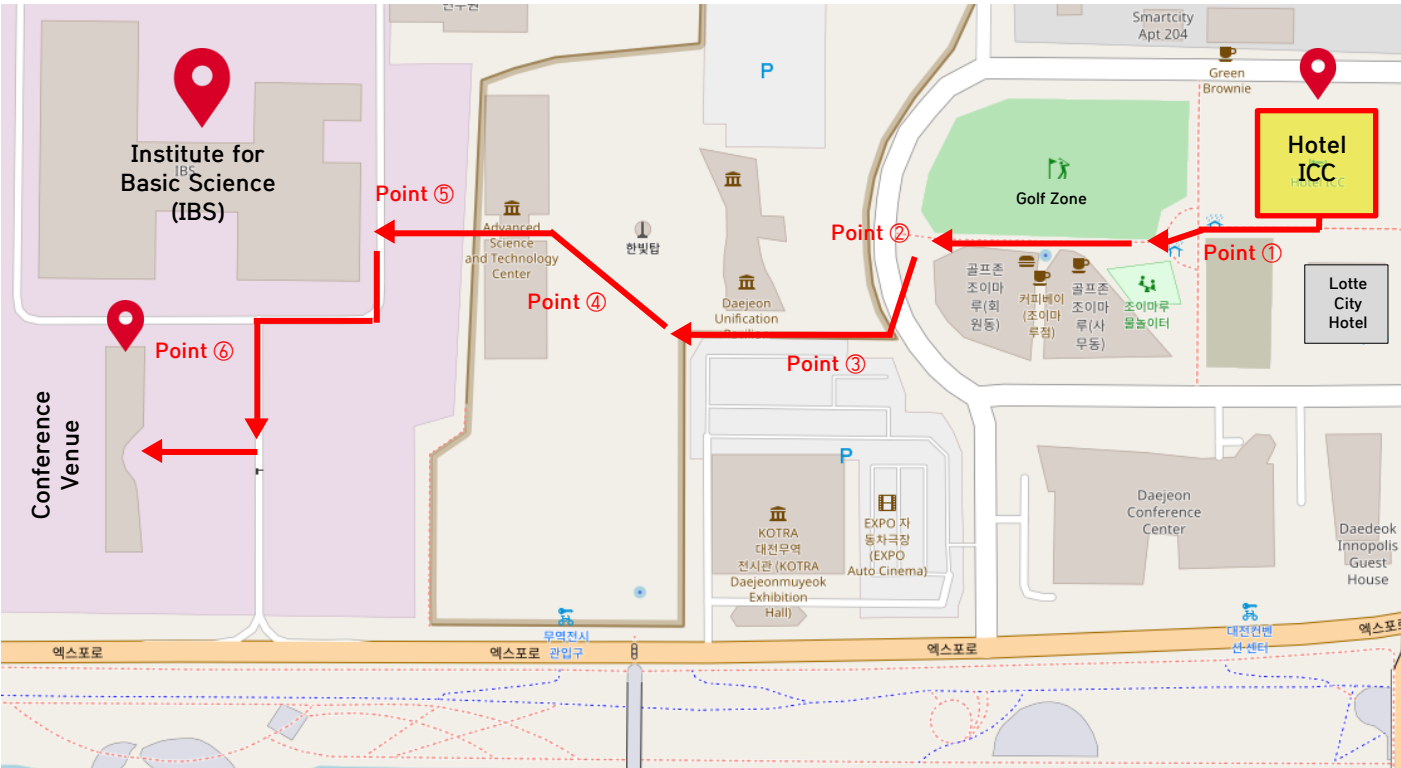 Smartcity
Apt 204
Green
Brownie
P
Institute for
Basic Science
(IBS)
IBS
Hotel
ICC
Hotel ICC
Golf Zone
Point ⑤
Advanced
Science
and Technology
Center
한빛탑
Point ②
Point ①
Point ④
Daejeon
Unification
Pavilion
골프존
조이마
루(회
원동)
커피베이
(조이마
루점)
골프존
조이마
루(사
무동)
조이마루
물놀이터
Lotte
City
Hotel
Point ⑥
Point ③
Conference
Venue
P
KOTRA
대전무역
전시관 (KOTRA
Daejeonmuyeok
Exhibition
Hall)
EXPO 자
동차극장
(EXPO
Auto Cinema)
Daejeon
Conference
Center
Daedeok
Innopolis
Guest
House
무역전시
관입구
대전컨벤
션 센터
엑스포로
엑스포로
엑스포로